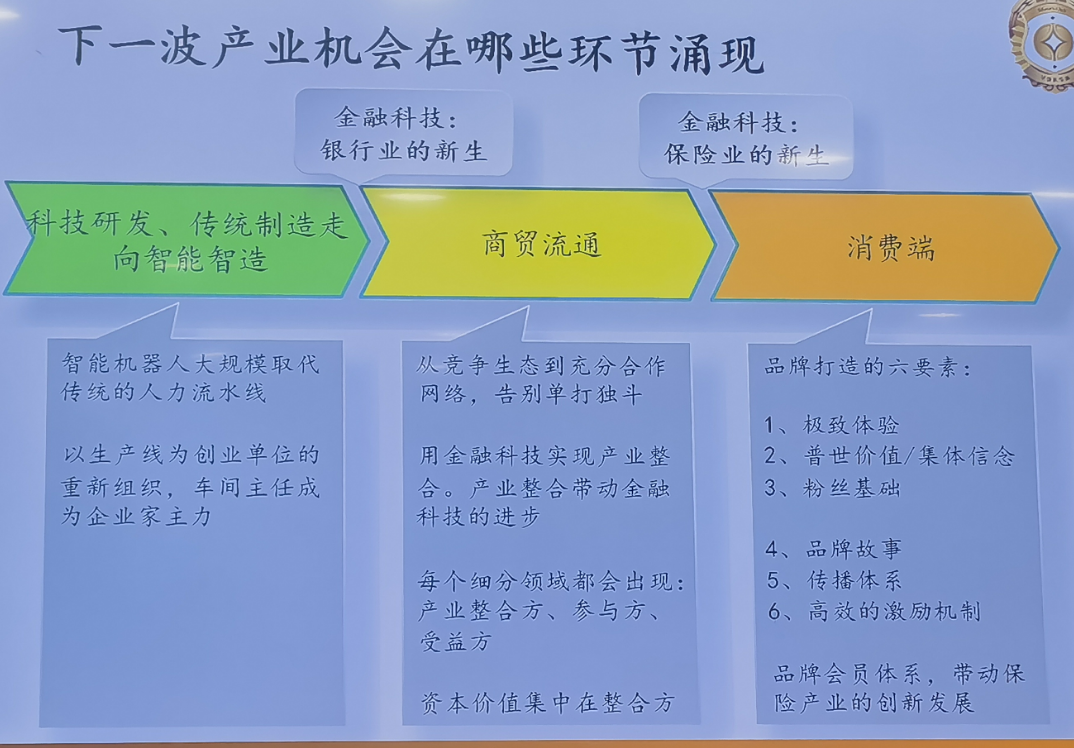 下一波产业机会在哪些环节涌现
金融科技：
银行业的新生
金融科技：
保险业的新生
科技研发、传统制造走
向智能智造
商贸流通
消费端
智能机器人大规模取代
传统的人力流水线
以生产线为创业单位的
重新组织，车间主任成
为企业家主力
从竞争生态到充分合作
网络，告别单打独斗
用金融科技实现产业整
合。产业整合带动金融
科技的进步
每个细分领域都会出现：
产业整合方、参与方、
受益方
资本价值集中在整合方
品牌打造的六要素：
1、极致体验
2、普世价值/集体信念
3、粉丝基础
4、品牌故事
5、传播体系
6、高效的激励机制
品牌会员体系，带动保
险产业的创新发展